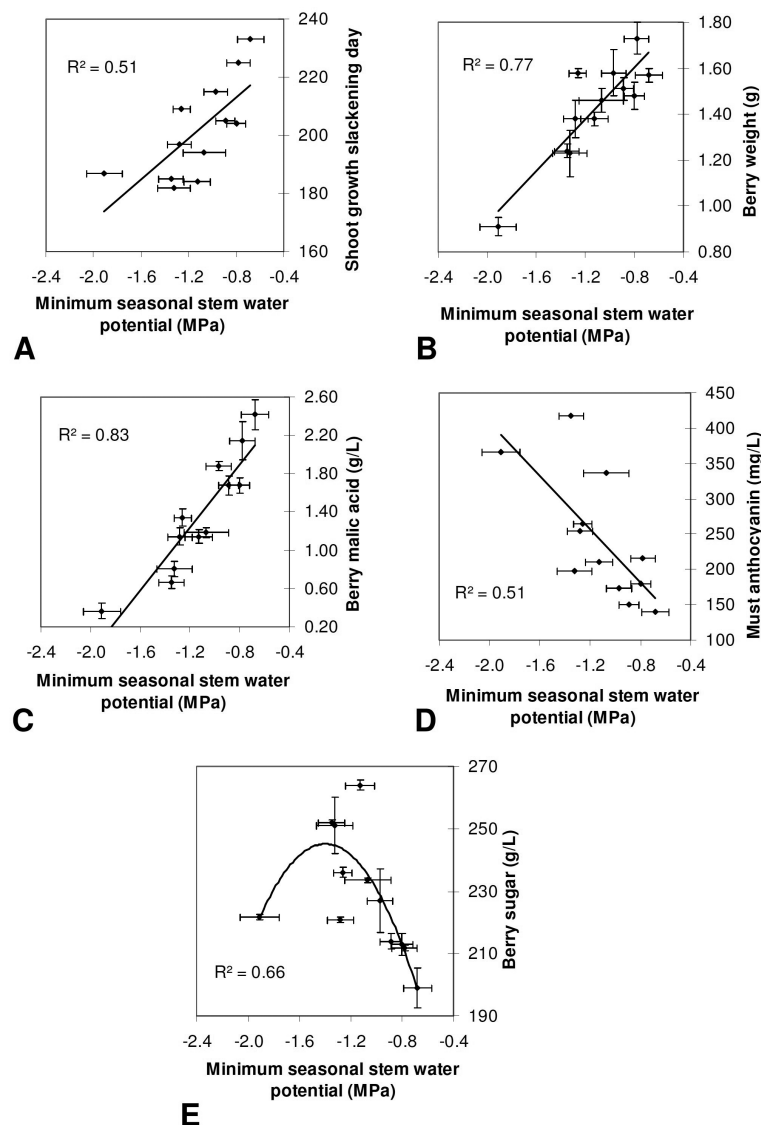 240
220
200
180
160
R² = 0.51
Shoot growth slackening day
-2.4 -2.0 -1.6 -1.2 -0.8 -0.4
Minimum seasonal stem water
potential (MPa)
A
1.80
1.60
1.40
1.20
1.00
0.80
R² = 0.77
Berry weight (g)
-2.4 -2.0 -1.6 -1.2 -0.8 -0.4
Minimum seasonal stem water
potential (MPa)
B
2.60
2.20
1.80
1.40
1.00
0.60
0.20
R² = 0.83
Berry malic acid (g/L)
-2.4 -2.0 -1.6 -1.2 -0.8 -0.4
Minimum seasonal stem water
potential (MPa)
C
450
400
350
300
250
200
150
100
R² = 0.51
Must anthocyanin (mg/L)
-2.4 -2.0 -1.6 -1.2 -0.8 -0.4
Minimum seasonal stem water
potential (MPa)
D
270
250
230
210
190
R² = 0.66
Berry sugar (g/L)
-2.4 -2.0 -1.6 -1.2 -0.8 -0.4
Minimum seasonal stem water
potential (MPa)
E